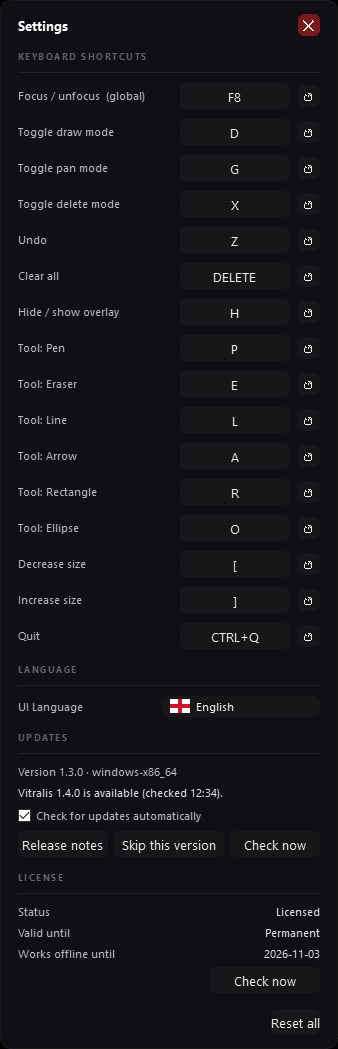 Settings
KEYBOARD SHORTCUTS
Focus / unfocus (global) F8
Toggle draw mode D
Toggle pan mode G
Toggle delete mode X
Undo Z
Clear all DELETE
Hide / show overlay H
Tool: Pen P
Tool: Eraser E
Tool: Line L
Tool: Arrow A
Tool: Rectangle R
Tool: Ellipse O
Decrease size [
Increase size ]
Quit CTRL+Q
LANGUAGE
UI Language English
UPDATES
Version 1.3.0 · windows-x86_64
Vitralis 1.4.0 is available (checked 12:34).
Check for updates automatically
Release notes Skip this version Check now
LICENSE
Status Licensed
Valid until Permanent
Works offline until 2026-11-03
Check now
Reset all